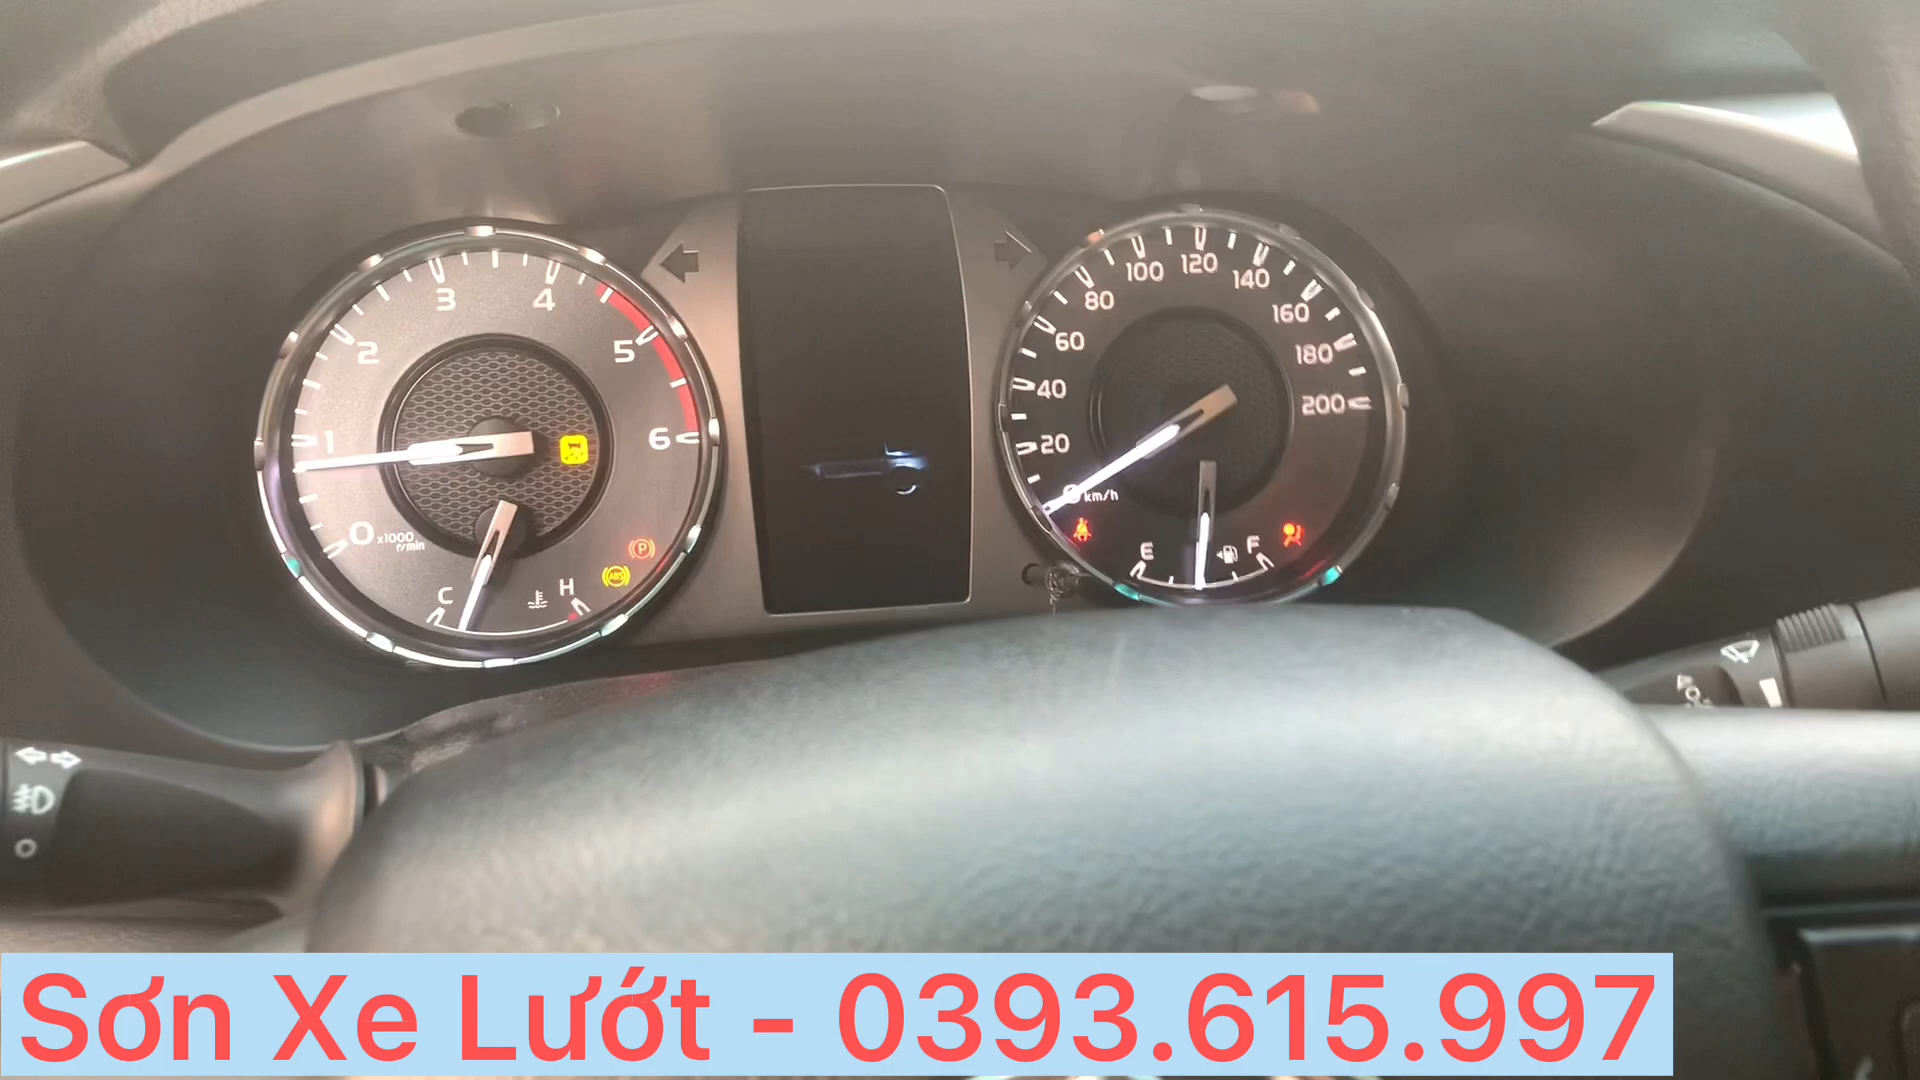 80 100 120 140 160
60 180
40 200
20
0 km/h
E F
3 4
2 5
1 6
0 x1000 r/min
P
ABS
C H
Sơn Xe Lướt - 0393.615.997